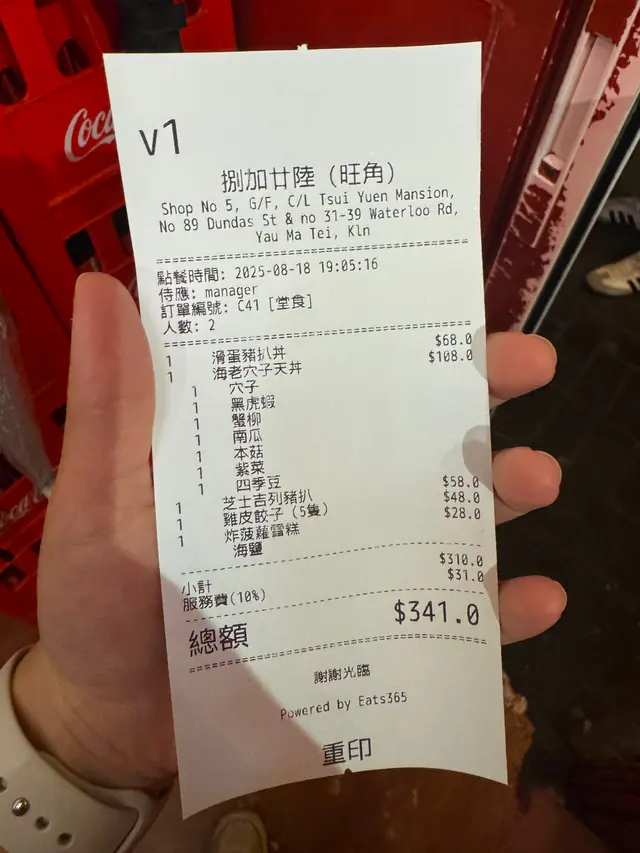 Coca
v1
捌加廿陸（旺角）
Shop No 5, G/F, C/L Tsui Yuen Mansion,
No 89 Dundas St & no 31-39 Waterloo Rd,
Yau Ma Tei, Kln
點餐時間: 2025-08-18 19:05:16
侍應: manager
訂單編號: C41 [堂食]
人數: 2
1 滑蛋豬扒丼 $68.0
1 海老穴子天丼 $108.0
1 穴子
1 黑虎蝦
1 蟹柳
1 南瓜
1 本菇
1 紫菜
1 四季豆
1 芝士吉列豬扒 $58.0
1 雞皮餃子（5隻） $48.0
1 炸菠蘿雪糕 $28.0
海鹽
小計 $310.0
服務費(10%) $31.0
總額 $341.0
謝謝光臨
Powered by Eats365
重印